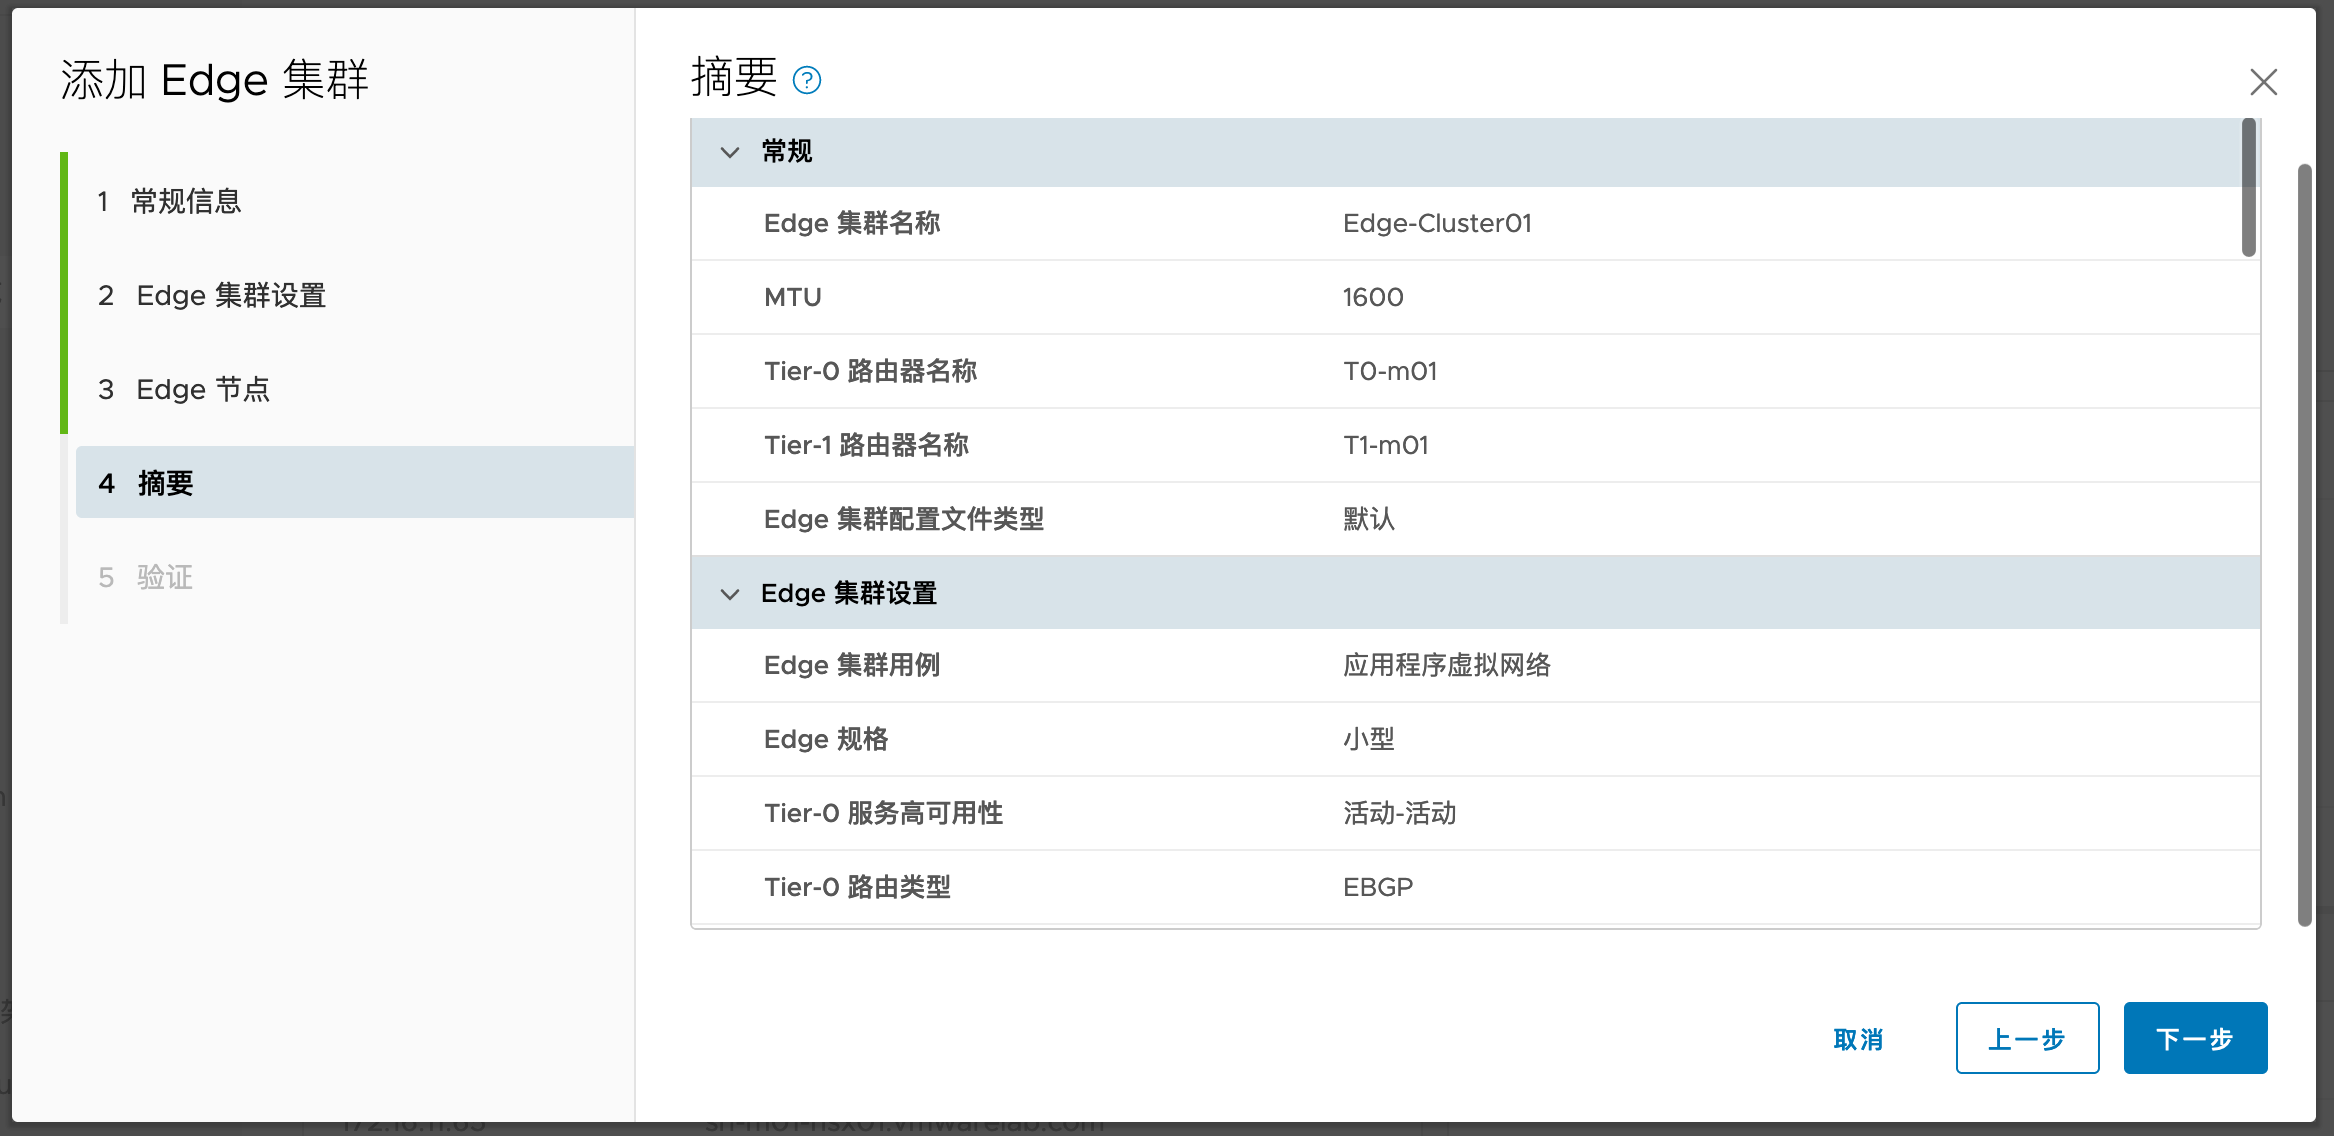 添加 Edge 集群
1 常规信息
2 Edge 集群设置
3 Edge 节点
4 摘要
5 验证
摘要
常规
Edge 集群名称 Edge-Cluster01
MTU 1600
Tier-0 路由器名称 T0-m01
Tier-1 路由器名称 T1-m01
Edge 集群配置文件类型 默认
Edge 集群设置
Edge 集群用例 应用程序虚拟网络
Edge 规格 小型
Tier-0 服务高可用性 活动-活动
Tier-0 路由类型 EBGP
取消 上一步 下一步